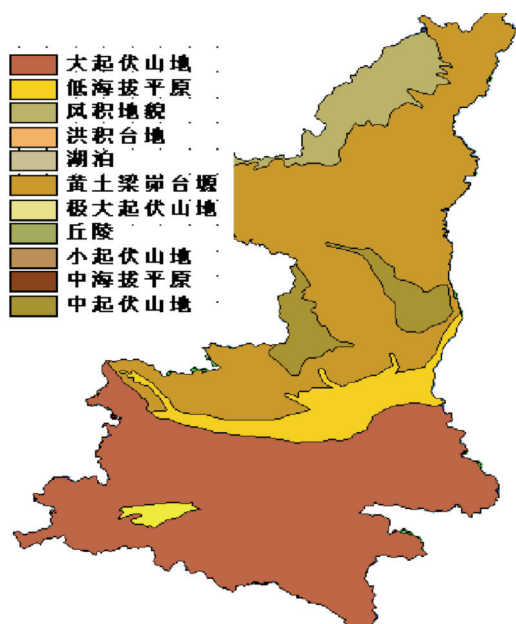 大起伏山地
低海拔平原
风积地貌
洪积台地
湖泊
黄土梁峁台塬
极大起伏山地
丘陵
小起伏山地
中海拔平原
中起伏山地